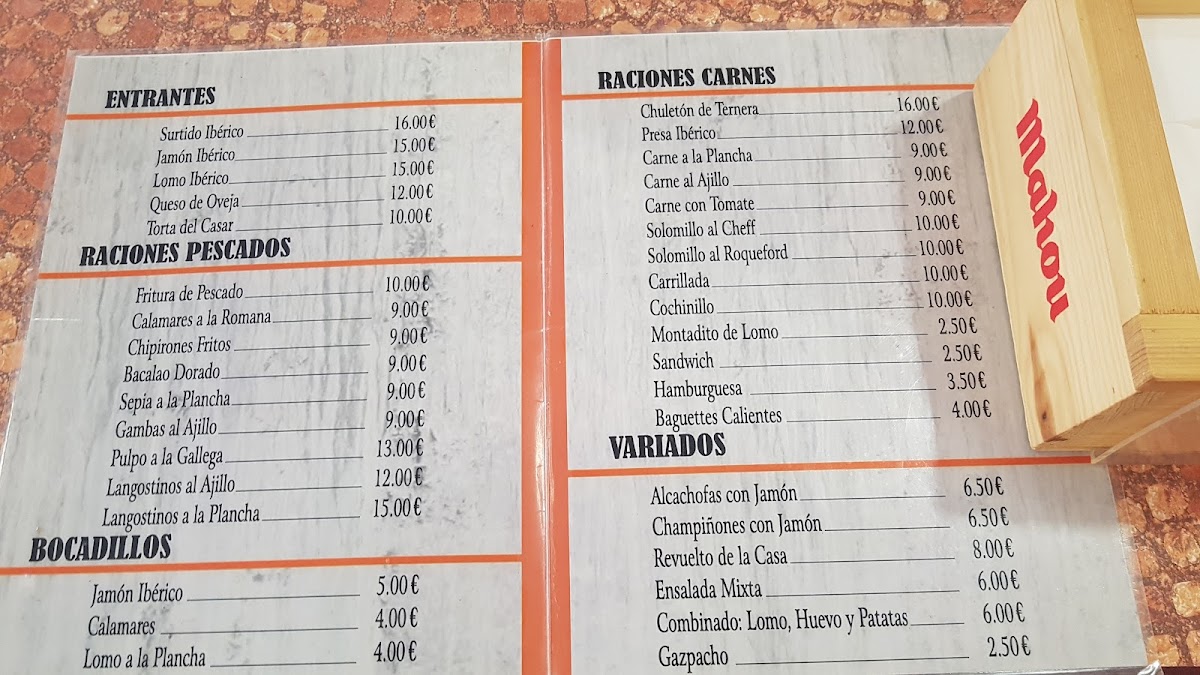 ENTRANTES
Surtido Ibérico 16.00€
Jamón Ibérico 15.00€
Lomo Ibérico 15.00€
Queso de Oveja 12.00€
Torta del Casar 10.00€
RACIONES PESCADOS
Fritura de Pescado 10.00€
Calamares a la Romana 9.00€
Chipirones Fritos 9.00€
Bacalao Dorado 9.00€
Sepia a la Plancha 9.00€
Gambas al Ajillo 9.00€
Pulpo a la Gallega 13.00€
Langostinos al Ajillo 12.00€
Langostinos a la Plancha 15.00€
BOCADILLOS
Jamón Ibérico 5.00€
Calamares 4.00€
Lomo a la Plancha 4.00€
RACIONES CARNES
Chuletón de Ternera 16.00€
Presa Ibérico 12.00€
Carne a la Plancha 9.00€
Carne al Ajillo 9.00€
Carne con Tomate 9.00€
Solomillo al Cheff 10.00€
Solomillo al Roqueford 10.00€
Carrillada 10.00€
Cochinillo 10.00€
Montadito de Lomo 2.50€
Sandwich 2.50€
Hamburguesa 3.50€
Baguettes Calientes 4.00€
VARIADOS
Alcachofas con Jamón 6.50€
Champiñones con Jamón 6.50€
Revuelto de la Casa 8.00€
Ensalada Mixta 6.00€
Combinado: Lomo, Huevo y Patatas 6.00€
Gazpacho 2.50€
mahou